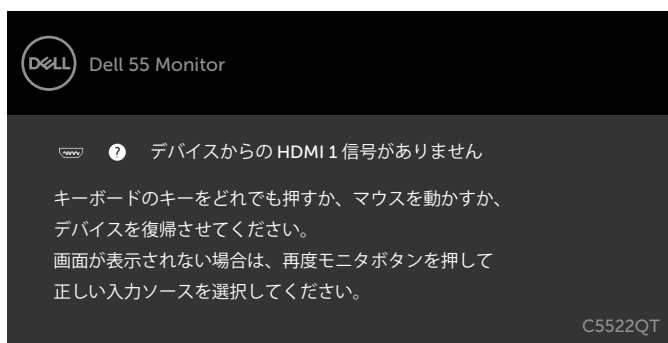 DELL
Dell 55 Monitor
? デバイスからの HDMI 1 信号がありません
キーボードのキーをどれでも押すか、マウスを動かすか、
デバイスを復帰させてください。
画面が表示されない場合は、再度モニタボタンを押して
正しい入力ソースを選択してください。
C5522QT